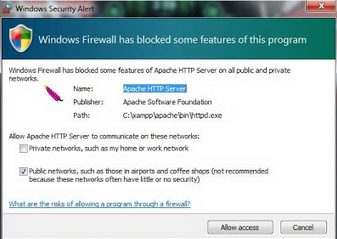 Windows Security Alert
Windows Firewall has blocked some features of this program
Windows Firewall has blocked some features of Apache HTTP Server on all public and private
networks.
Name: Apache HTTP Server
Publisher: Apache Software Foundation
Path: C:\xampp\apache\bin\httpd.exe
Allow Apache HTTP Server to communicate on these networks:
Private networks, such as my home or work network
Public networks, such as those in airports and coffee shops (not recommended
because these networks often have little or no security)
What are the risks of allowing a program through a firewall?
Allow access
Cancel